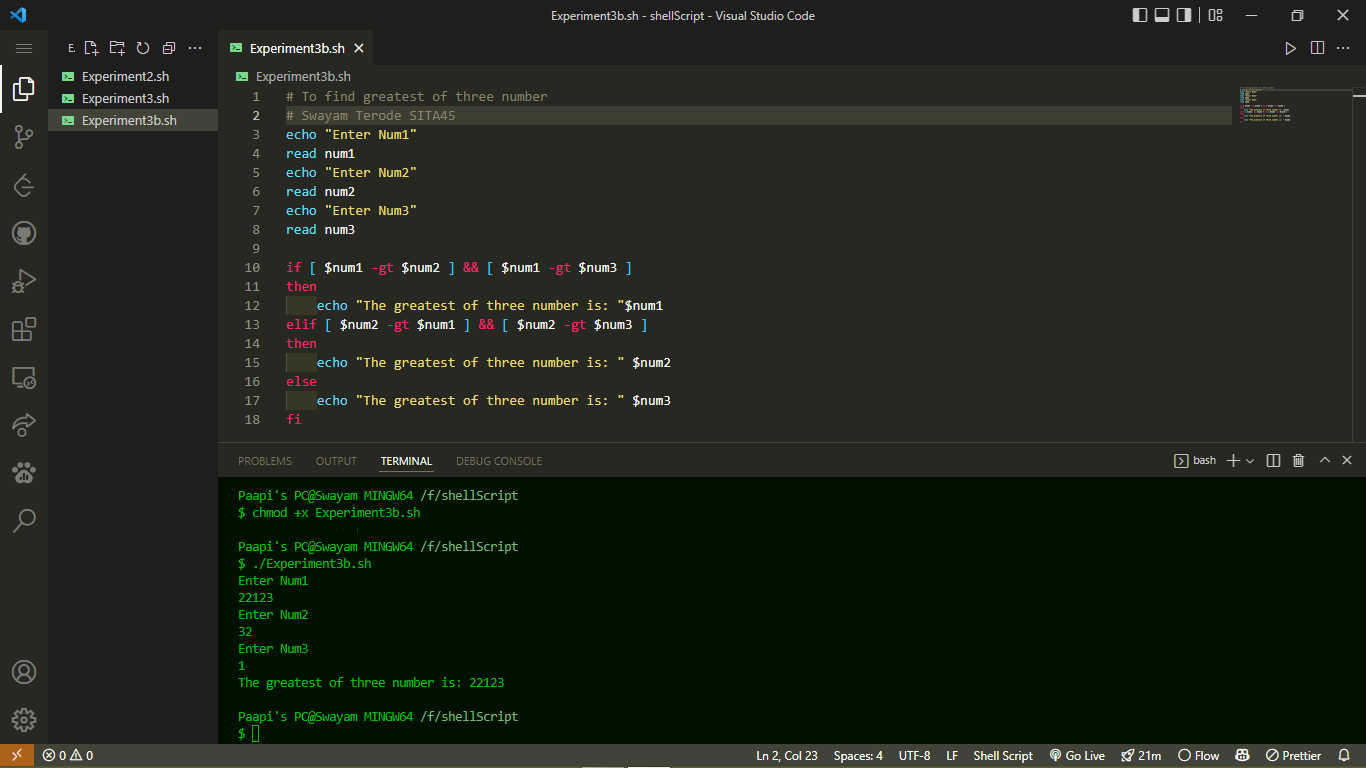 Experiment3b.sh - shellScript - Visual Studio Code
E.
Experiment2.sh
Experiment3.sh
Experiment3b.sh
Experiment3b.sh
Experiment3b.sh
1 # To find greatest of three number
2 # Swayam Terode SITA45
3 echo "Enter Num1"
4 read num1
5 echo "Enter Num2"
6 read num2
7 echo "Enter Num3"
8 read num3
9
10 if [ $num1 -gt $num2 ] && [ $num1 -gt $num3 ]
11 then
12     echo "The greatest of three number is: "$num1
13 elif [ $num2 -gt $num1 ] && [ $num2 -gt $num3 ]
14 then
15     echo "The greatest of three number is: " $num2
16 else
17     echo "The greatest of three number is: " $num3
18 fi
PROBLEMS OUTPUT TERMINAL DEBUG CONSOLE bash
Paapi's PC@Swayam MINGW64 /f/shellScript
$ chmod +x Experiment3b.sh
Paapi's PC@Swayam MINGW64 /f/shellScript
$ ./Experiment3b.sh
Enter Num1
22123
Enter Num2
32
Enter Num3
1
The greatest of three number is: 22123
Paapi's PC@Swayam MINGW64 /f/shellScript
$
0 0 Ln 2, Col 23 Spaces: 4 UTF-8 LF Shell Script Go Live 21m Flow Prettier